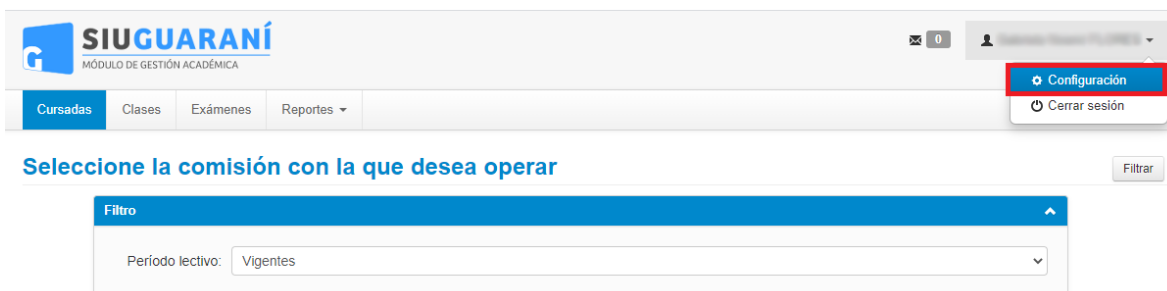 G
SIUGUARANÍ
MÓDULO DE GESTIÓN ACADÉMICA
0
Configuración
Cerrar sesión
Cursadas Clases Exámenes Reportes
Seleccione la comisión con la que desea operar
Filtrar
Filtro
Período lectivo: Vigentes